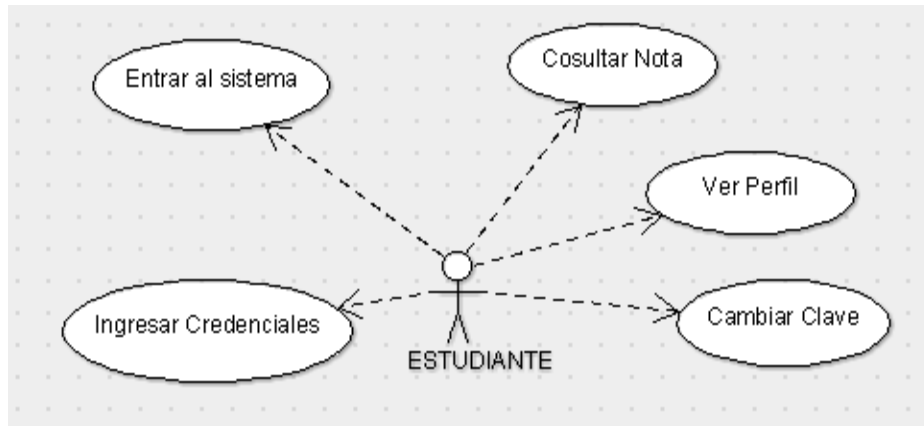 Entrar al sistema
Cosultar Nota
Ver Perfil
Ingresar Credenciales
Cambiar Clave
ESTUDIANTE